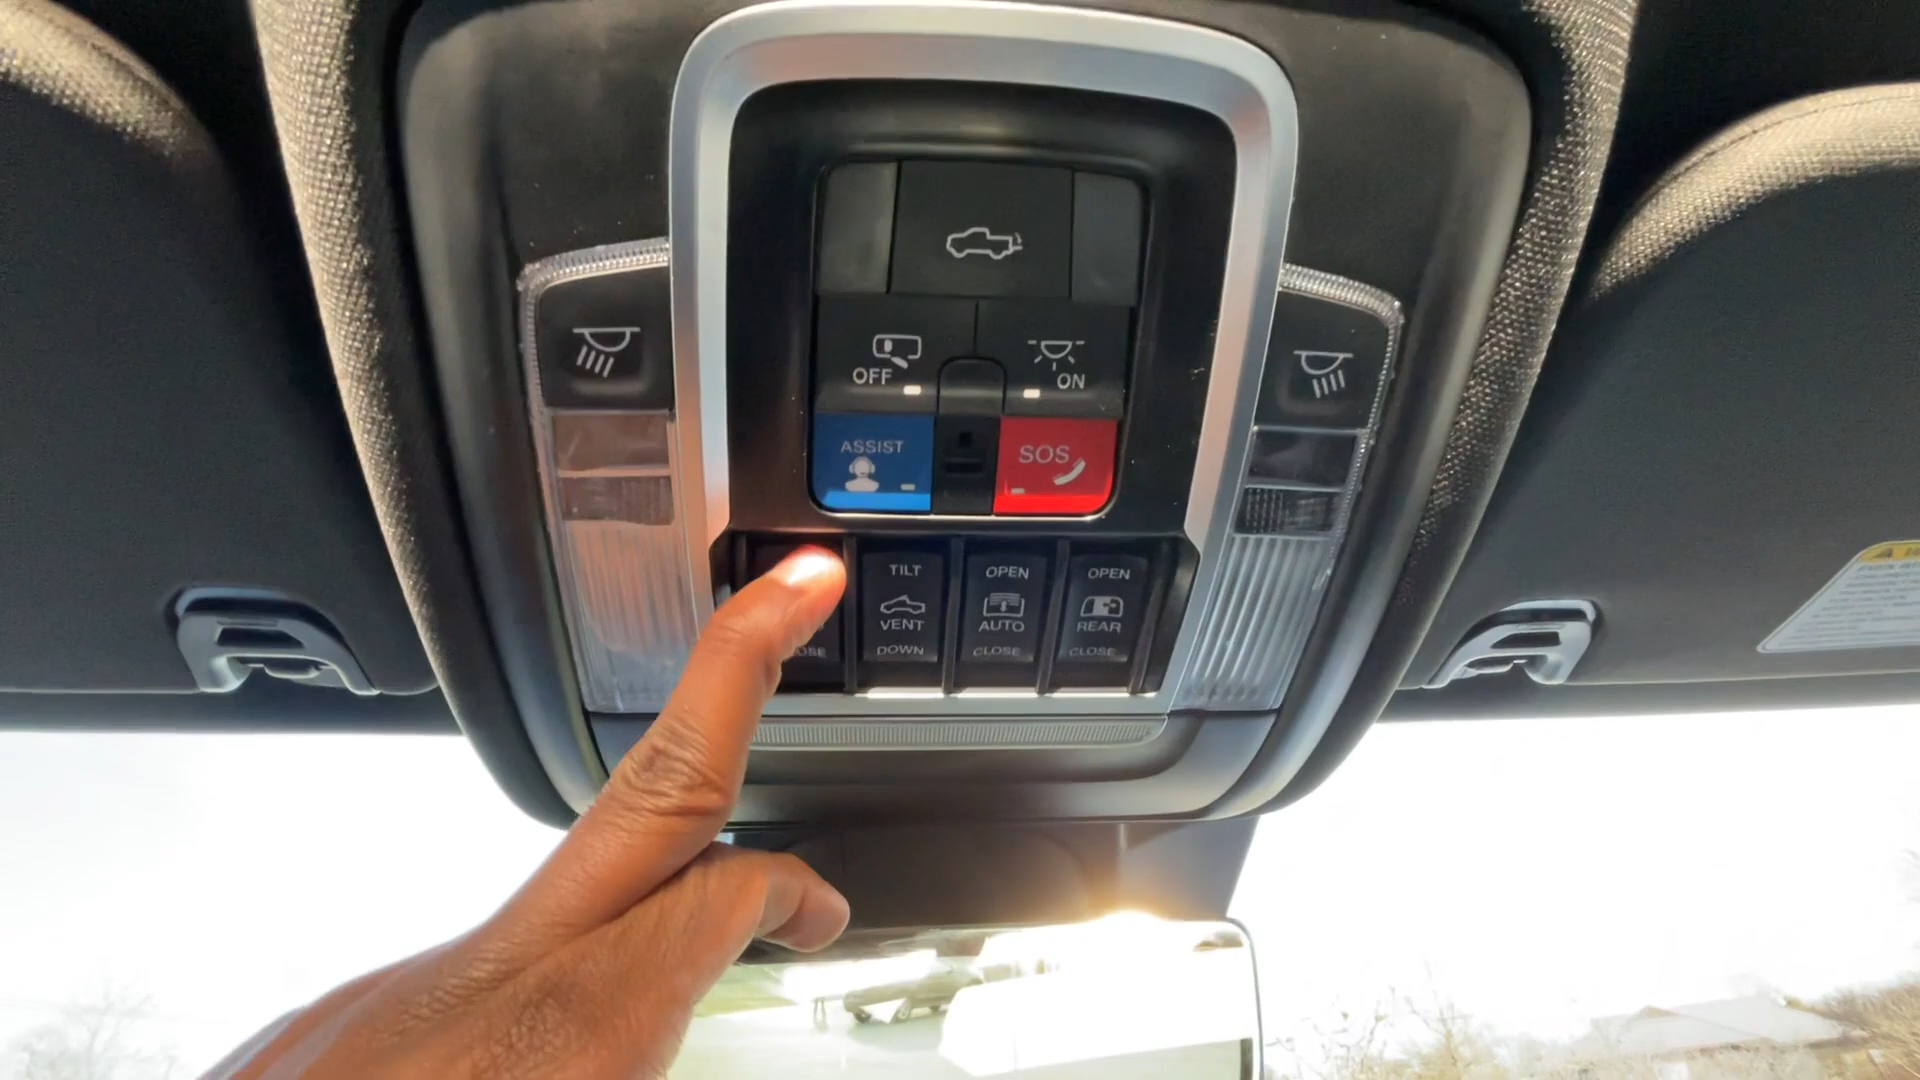 OFF
ON
ASSIST
SOS
TILT
OPEN
OPEN
VENT
AUTO
REAR
DOWN
CLOSE
CLOSE